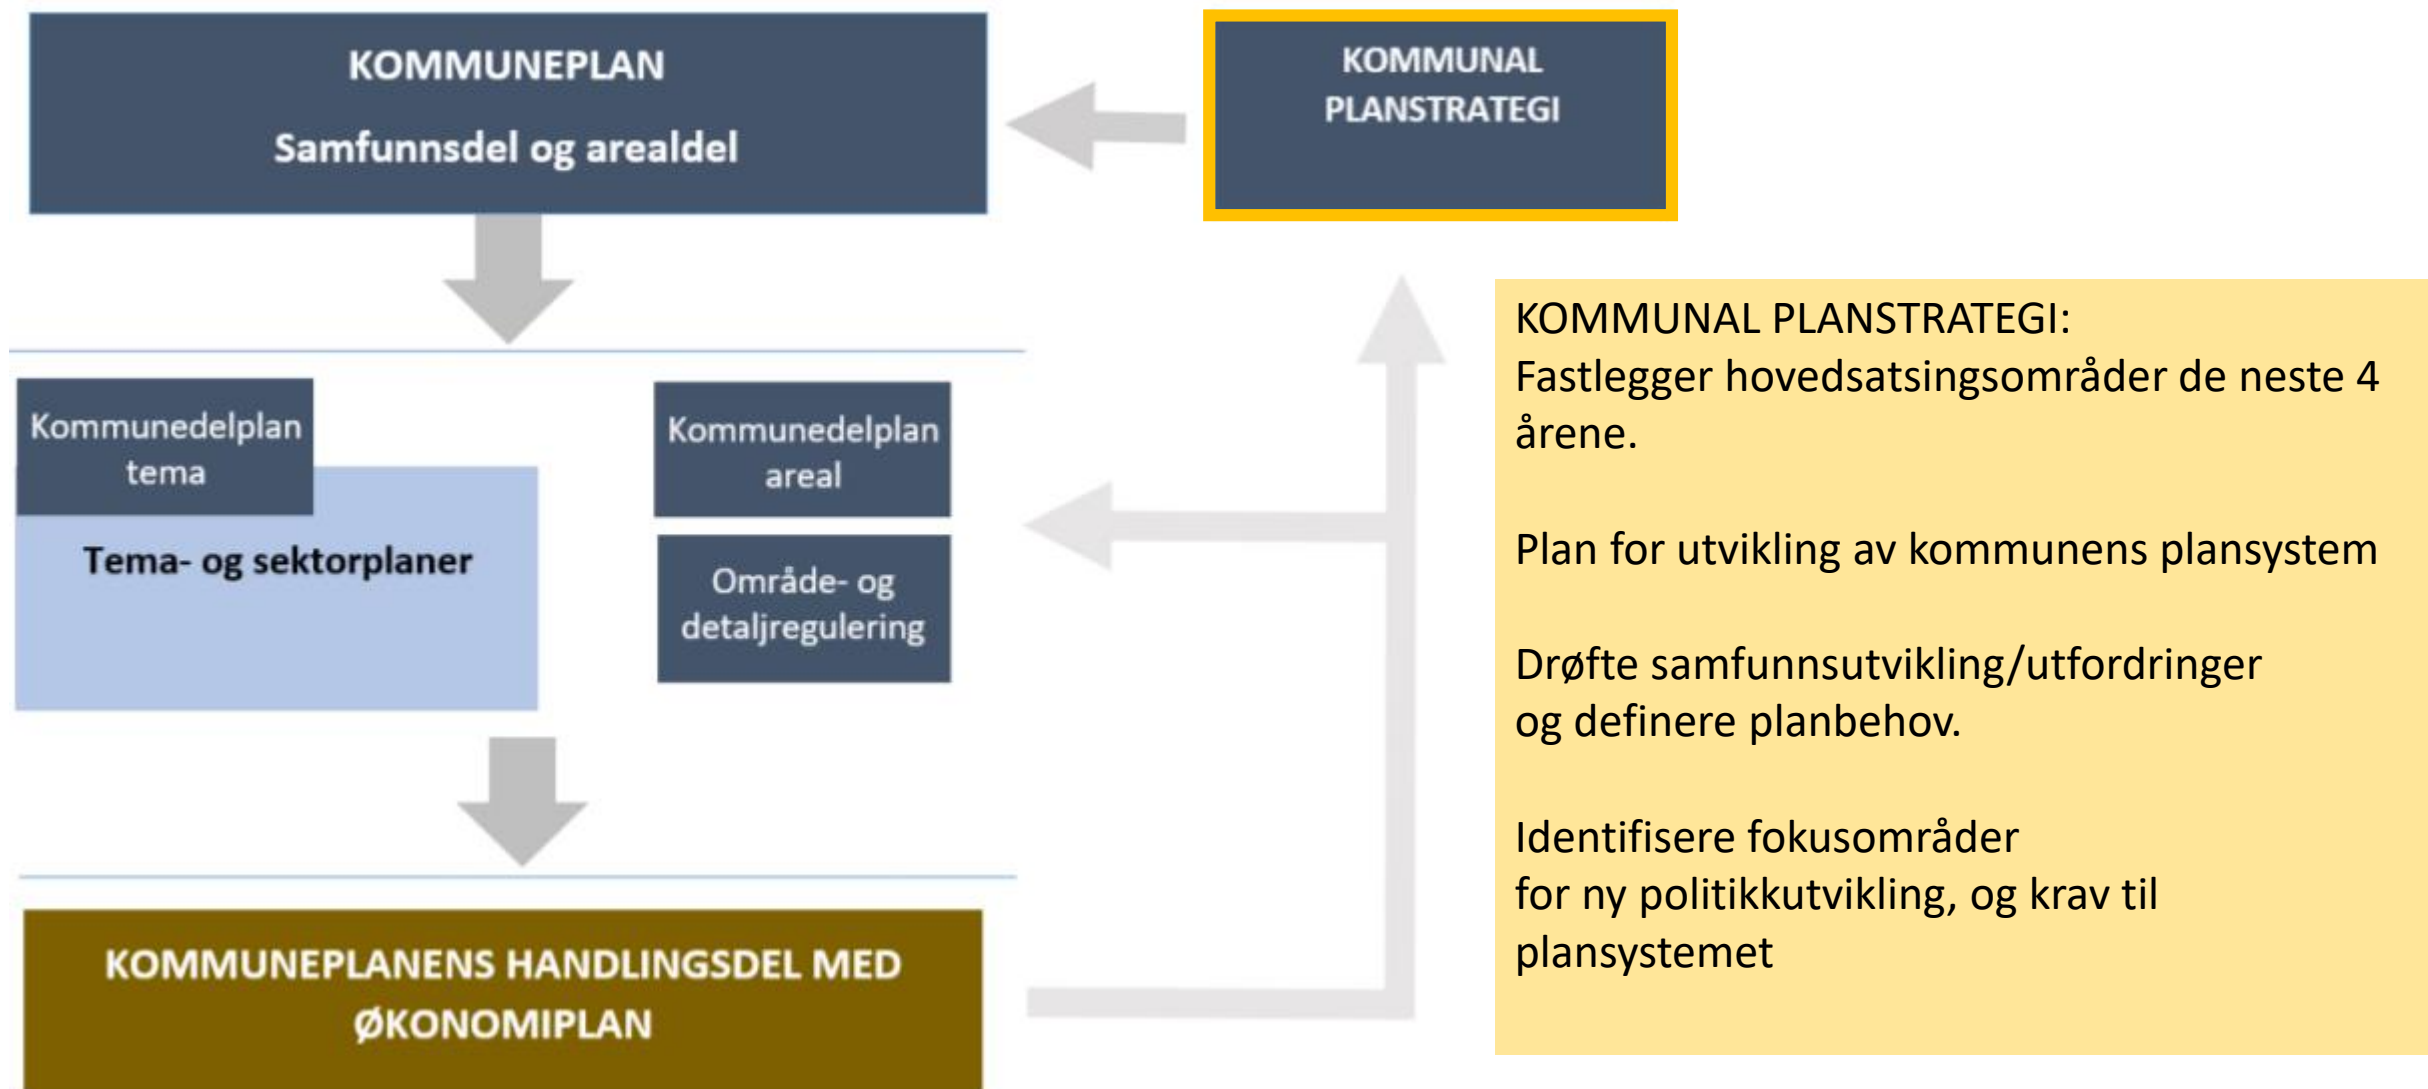 KOMMUNEPLAN
Samfunnsdel og arealdel
KOMMUNAL
PLANSTRATEGI
Kommunedelplan
tema
Tema- og sektorplaner
Kommunedelplan
areal
Område- og
detaljregulering
KOMMUNEPLANENS HANDLINGSDEL MED
ØKONOMIPLAN
KOMMUNAL PLANSTRATEGI:
Fastlegger hovedsatsingsområder de neste 4
årene.
Plan for utvikling av kommunens plansystem
Drøfte samfunnsutvikling/utfordringer
og definere planbehov.
Identifisere fokusområder
for ny politikkutvikling, og krav til
plansystemet